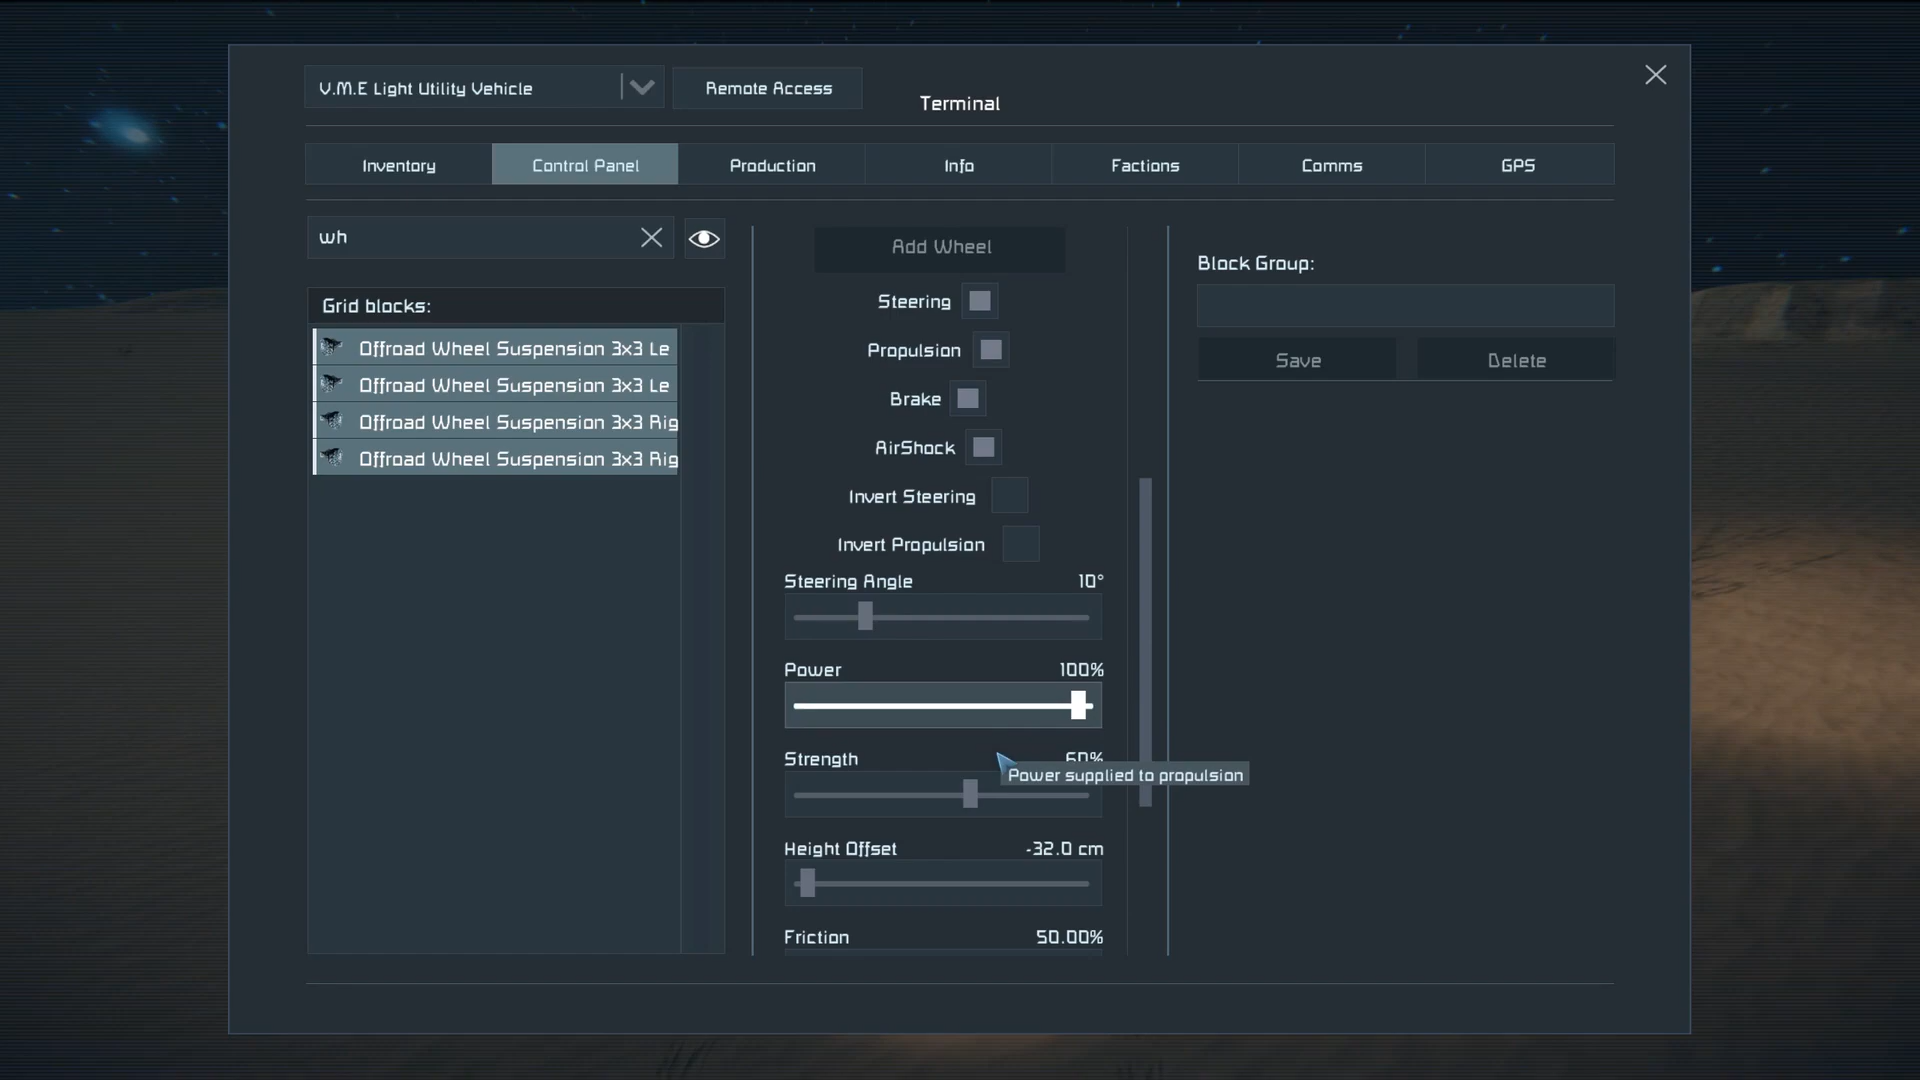 V.M.E Light Utility Vehicle
Remote Access
Terminal
Inventory
Control Panel
Production
Info
Factions
Comms
GPS
wh
Grid blocks:
Offroad Wheel Suspension 3x3 Le
Offroad Wheel Suspension 3x3 Le
Offroad Wheel Suspension 3x3 Rig
Offroad Wheel Suspension 3x3 Rig
Add Wheel
Steering
Propulsion
Brake
AirShock
Invert Steering
Invert Propulsion
Steering Angle 10°
Power 100%
Strength 60%
Power supplied to propulsion
Height Offset -32.0 cm
Friction 50.00%
Block Group:
Save
Delete